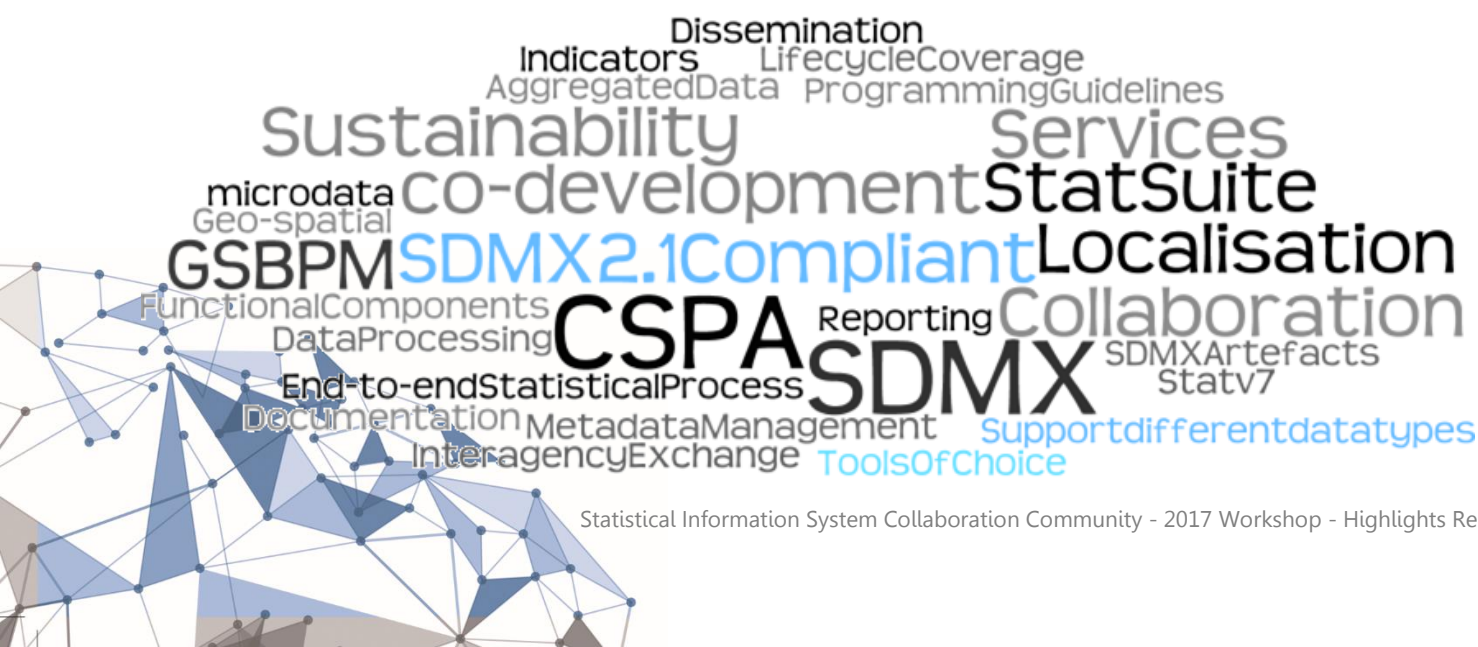 Dissemination
Indicators LifecycleCoverage
AggregatedData ProgrammingGuidelines
Sustainability Services
microdata co-development StatSuite
Geo-spatial
GSBPM SDMX2.1Compliant Localisation
FunctionalComponents CSPA Reporting Collaboration
DataProcessing SDMX SDMXArtefacts
End-to-endStatisticalProcess Statv7
Documentation MetadataManagement Supportdifferentdatatypes
InteragencyExchange ToolsOfChoice
Statistical Information System Collaboration Community - 2017 Workshop - Highlights Re